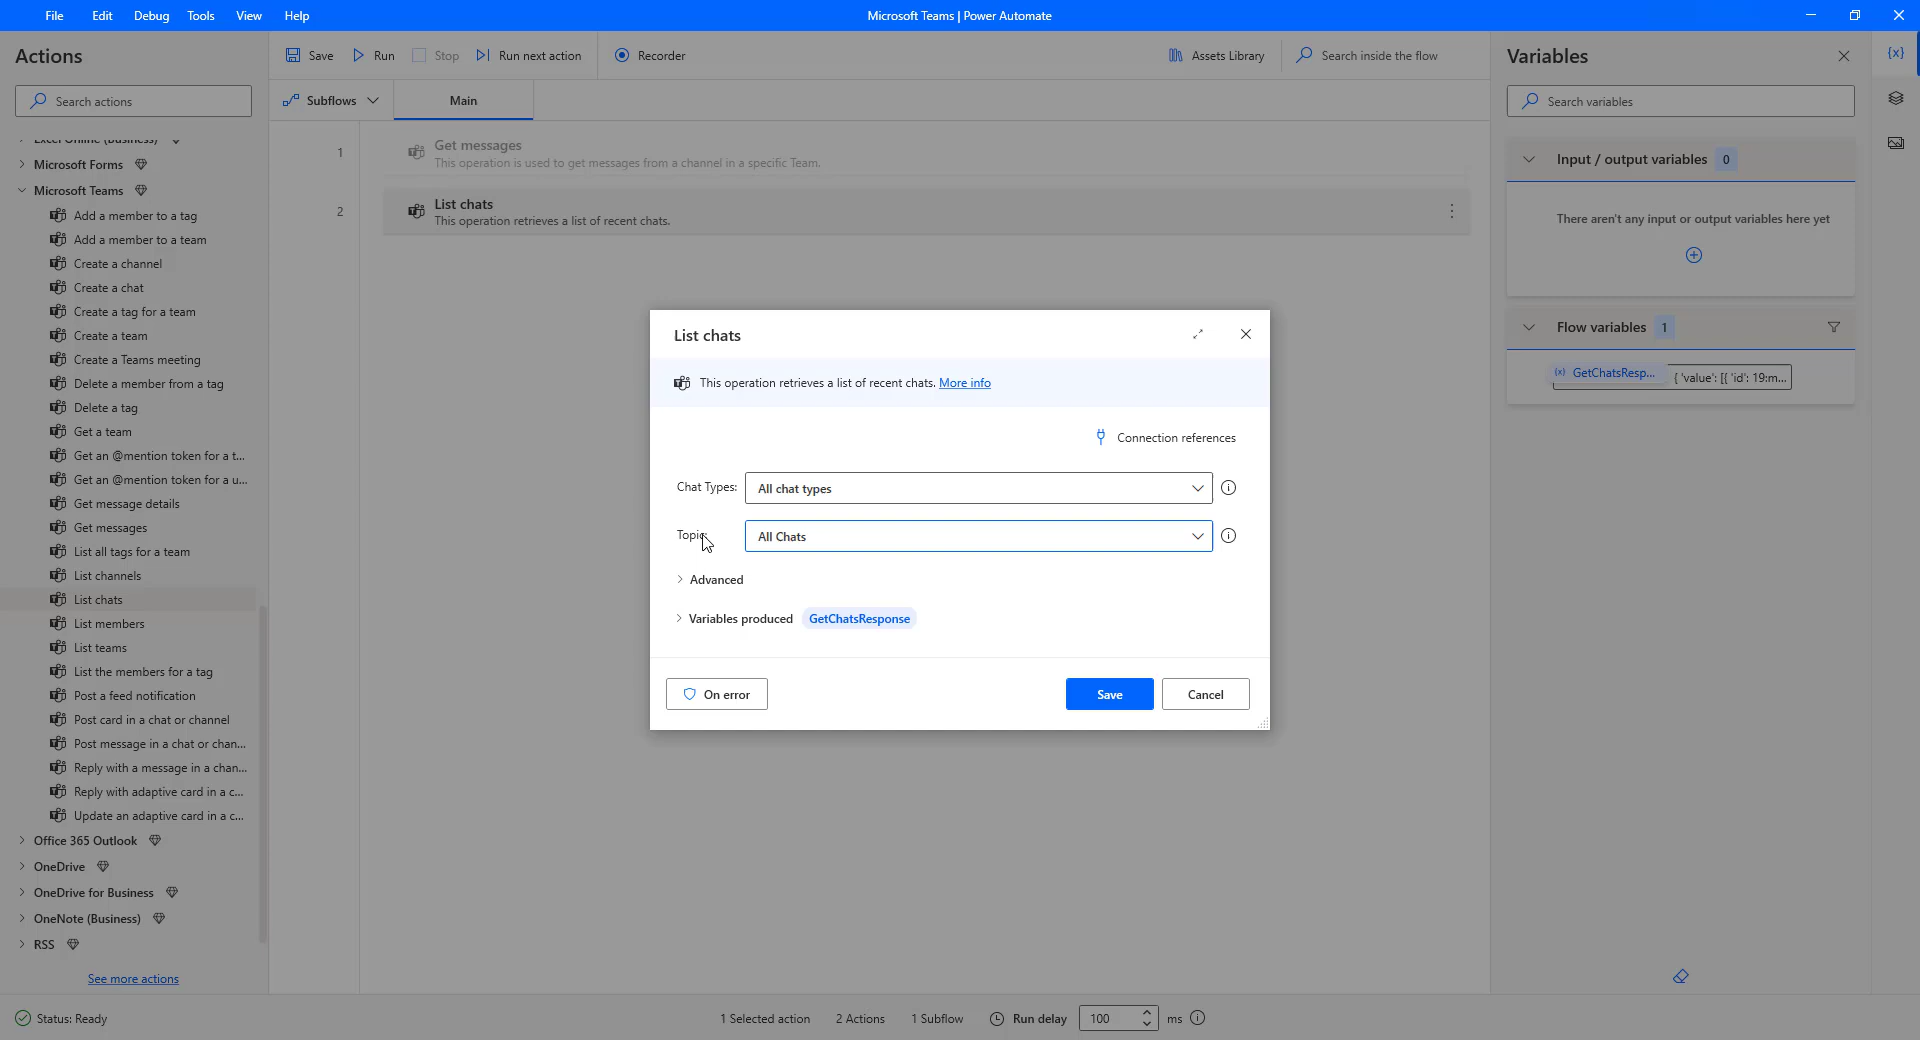 File Edit Debug Tools View Help
Microsoft Teams | Power Automate
Actions
Search actions
Excel Online (Business)
Microsoft Forms
Microsoft Teams
Add a member to a tag
Add a member to a team
Create a channel
Create a chat
Create a tag for a team
Create a team
Create a Teams meeting
Delete a member from a tag
Delete a tag
Get a team
Get an @mention token for a t...
Get an @mention token for a u...
Get message details
Get messages
List all tags for a team
List channels
List chats
List members
List teams
List the members for a tag
Post a feed notification
Post card in a chat or channel
Post message in a chat or chan...
Reply with a message in a chan...
Reply with adaptive card in a c...
Update an adaptive card in a c...
Office 365 Outlook
OneDrive
OneDrive for Business
OneNote (Business)
RSS
See more actions
Save Run Stop Run next action Recorder Assets Library Search inside the flow
Subflows Main
1 Get messages
This operation is used to get messages from a channel in a specific Team.
2 List chats
This operation retrieves a list of recent chats.
List chats
This operation retrieves a list of recent chats. More info
Connection references
Chat Types: All chat types
Topic: All Chats
Advanced
Variables produced GetChatsResponse
On error Save Cancel
Variables
{x}
Search variables
Input / output variables 0
There aren't any input or output variables here yet
Flow variables 1
(x) GetChatsResp... { 'value': [{ 'id': 19:m...
Status: Ready 1 Selected action 2 Actions 1 Subflow Run delay 100 ms